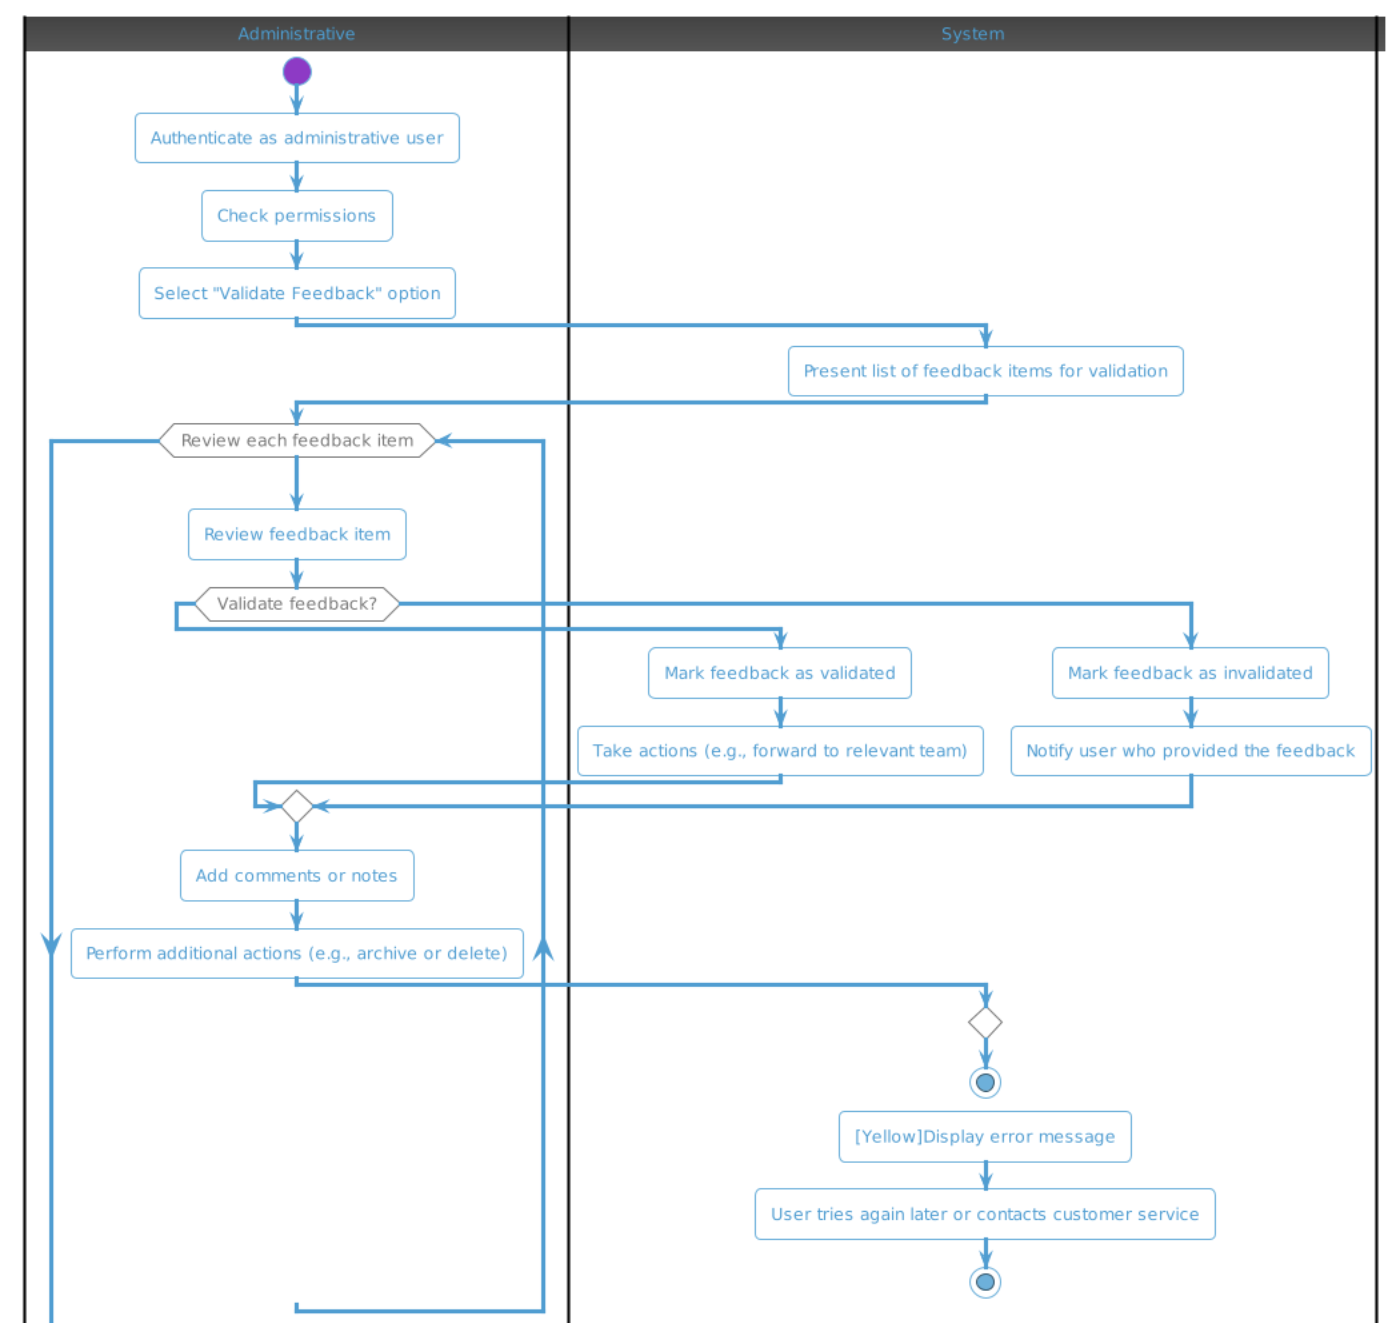 Administrative
System
Authenticate as administrative user
Check permissions
Select "Validate Feedback" option
Present list of feedback items for validation
Review each feedback item
Review feedback item
Validate feedback?
Mark feedback as validated
Mark feedback as invalidated
Take actions (e.g., forward to relevant team)
Notify user who provided the feedback
Add comments or notes
Perform additional actions (e.g., archive or delete)
[Yellow]Display error message
User tries again later or contacts customer service